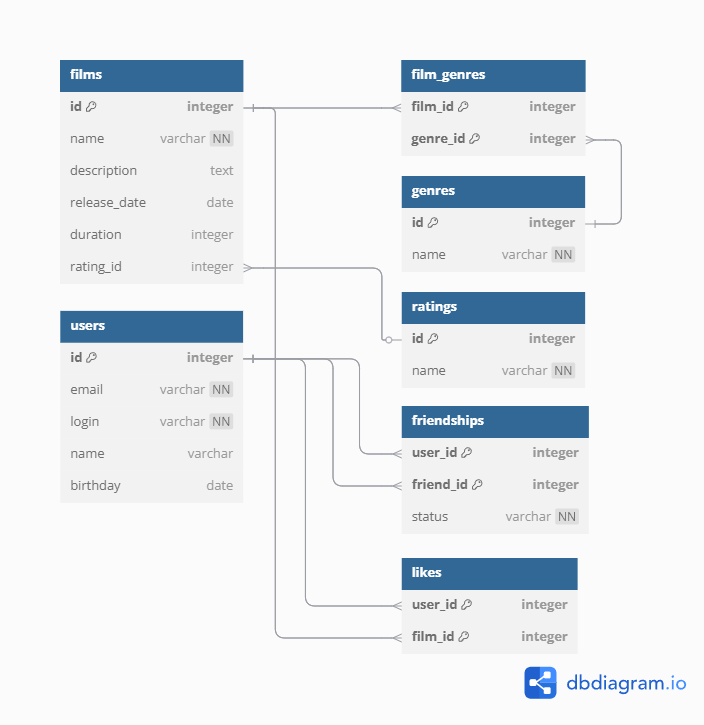 films
id integer
name varchar NN
description text
release_date date
duration integer
rating_id integer
users
id integer
email varchar NN
login varchar NN
name varchar
birthday date
film_genres
film_id integer
genre_id integer
genres
id integer
name varchar NN
ratings
id integer
name varchar NN
friendships
user_id integer
friend_id integer
status varchar NN
likes
user_id integer
film_id integer
dbdiagram.io